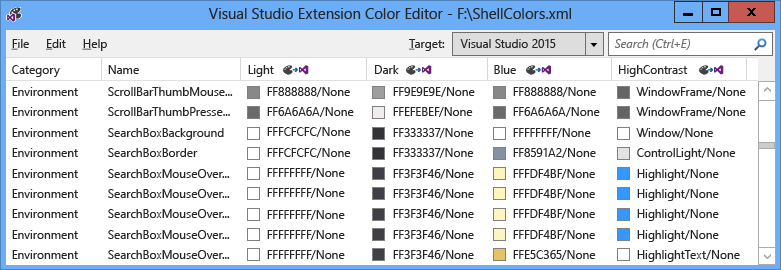 Visual Studio Extension Color Editor - F:\ShellColors.xml
File Edit Help Target: Visual Studio 2015 Search (Ctrl+E)
Category Name Light Dark Blue HighContrast
Environment ScrollBarThumbMouse... FF888888/None FF9E9E9E/None FF888888/None WindowFrame/None
Environment ScrollBarThumbPresse... FF6A6A6A/None FFEFEBEF/None FF6A6A6A/None WindowFrame/None
Environment SearchBoxBackground FFFCFCFC/None FF333337/None FFFFFFFF/None Window/None
Environment SearchBoxBorder FFFCFCFC/None FF333337/None FF8591A2/None ControlLight/None
Environment SearchBoxMouseOver... FFFFFFFF/None FF3F3F46/None FFFDF4BF/None Highlight/None
Environment SearchBoxMouseOver... FFFFFFFF/None FF3F3F46/None FFFDF4BF/None Highlight/None
Environment SearchBoxMouseOver... FFFFFFFF/None FF3F3F46/None FFFDF4BF/None Highlight/None
Environment SearchBoxMouseOver... FFFFFFFF/None FF3F3F46/None FFFDF4BF/None Highlight/None
Environment SearchBoxMouseOver... FFFFFFFF/None FF3F3F46/None FFE5C365/None HighlightText/None